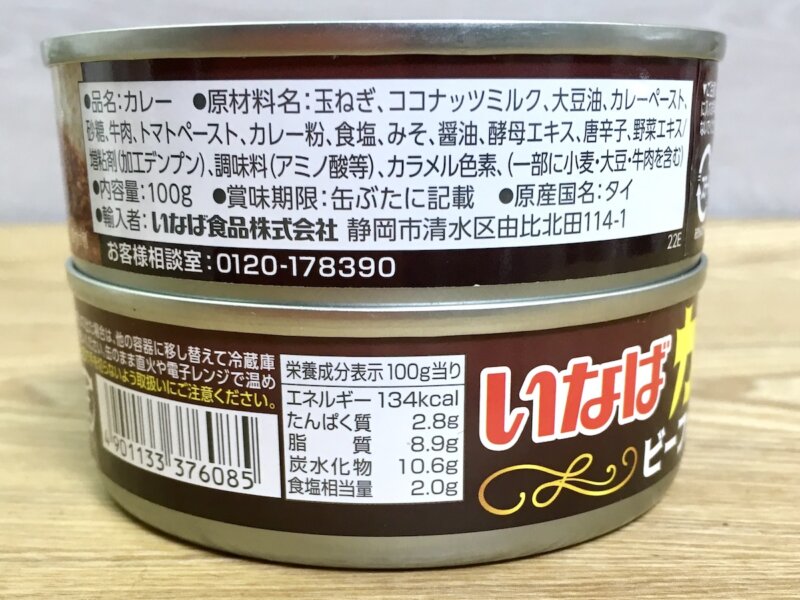 ●品名：カレー ●原材料名：玉ねぎ、ココナッツミルク、大豆油、カレーペースト、
砂糖、牛肉、トマトペースト、カレー粉、食塩、みそ、醤油、酵母エキス、唐辛子、野菜エキス/
増粘剤(加工デンプン)、調味料(アミノ酸等)、カラメル色素、(一部に小麦・大豆・牛肉を含む)
●内容量：100g ●賞味期限：缶ぶたに記載 ●原産国名：タイ
●輸入者：いなば食品株式会社 静岡市清水区由比北田114-1
22E
お客様相談室：0120-178390
は、他の容器に移し替えて冷蔵庫
缶のまま直火や電子レンジで温め
ないよう取扱いにご注意ください。
4901133 376085
栄養成分表示100g当り
エネルギー 134kcal
たんぱく質 2.8g
脂質 8.9g
炭水化物 10.6g
食塩相当量 2.0g
いなば
ビーフ